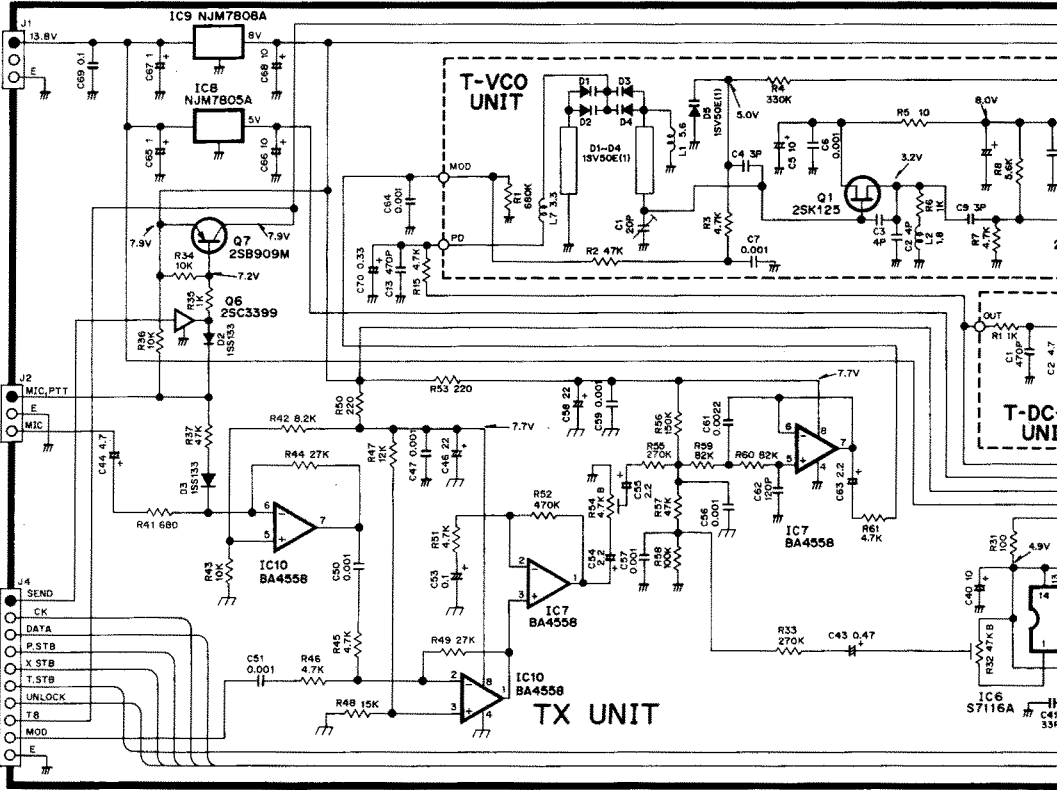 J1
13.8V
E
C69 0.1
C67 1
IC9 NJM7808A
8V
C68 10
IC8
NJM7805A
5V
C65 1
C66 10
T-VCO
UNIT
D1
D3
D2
D4
D1~D4
1SV50E(1)
L1 5.6
D5
1SV50E(1)
5.0V
R4
330K
C4 3P
C5 10
C6
0.001
R5 10
8.0V
R8
5.6K
3.2V
Q1
2SK125
C3
4P
C2 4P
R6
1K
L2
1.8
C9 3P
R7
4.7K
MOD
C64
0.001
R1
680K
L7 3.3
C1
20P
R3
4.7K
C7
0.001
R2 47K
PD
C70 0.33
C13 470P
R15 4.7K
7.9V
7.9V
Q7
2SB909M
R34
10K
7.2V
R35
1K
Q6
2SC3399
D2
1SS133
R36
10K
OUT
R1 1K
C1
470P
C2 4.7
T-DC-
UNI
J2
MIC,PTT
E
MIC
C44 4.7
R37
47K
D3
1SS133
R41 680
R42 8.2K
R44 27K
R43
10K
6
5
7
IC10
BA4558
R50
220
R53 220
R47
12K
C47 0.001
C46 22
7.7V
C58 22
C59 0.001
R56
150K
C61
0.0022
7.7V
R55
270K
R59
82K
R60 82K
C62
120P
6
5
8
4
7
IC7
BA4558
C63 2.2
R61
4.7K
R51
4.7K
C53
0.1
R52
470K
2
3
1
IC7
BA4558
R54
4.7K B
C55
2.2
C54
2.2
C57
0.001
R57
47K
R58
100K
C56
0.001
C50
0.001
R45
4.7K
R49 27K
C51
0.001
R46
4.7K
R48 15K
2
3
8
4
1
IC10
BA4558
TX UNIT
R33
270K
C43 0.47
R31
100
4.9V
C40 10
R32 47K B
14
13
1
IC6
S7116A
C41
33P
J4
SEND
CK
DATA
P.STB
X STB
T.STB
UNLOCK
T8
MOD
E